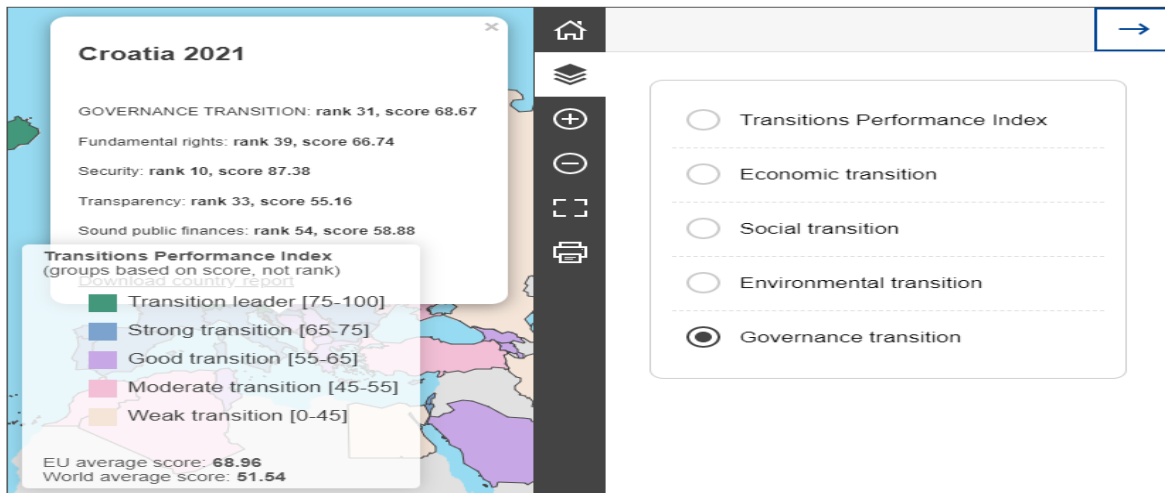 Croatia 2021
GOVERNANCE TRANSITION: rank 31, score 68.67
Fundamental rights: rank 39, score 66.74
Security: rank 10, score 87.38
Transparency: rank 33, score 55.16
Sound public finances: rank 54, score 58.88
Transitions Performance Index
(groups based on score, not rank)
Download country report
Transition leader [75-100]
Strong transition [65-75]
Good transition [55-65]
Moderate transition [45-55]
Weak transition [0-45]
EU average score: 68.96
World average score: 51.54
Transitions Performance Index
Economic transition
Social transition
Environmental transition
Governance transition